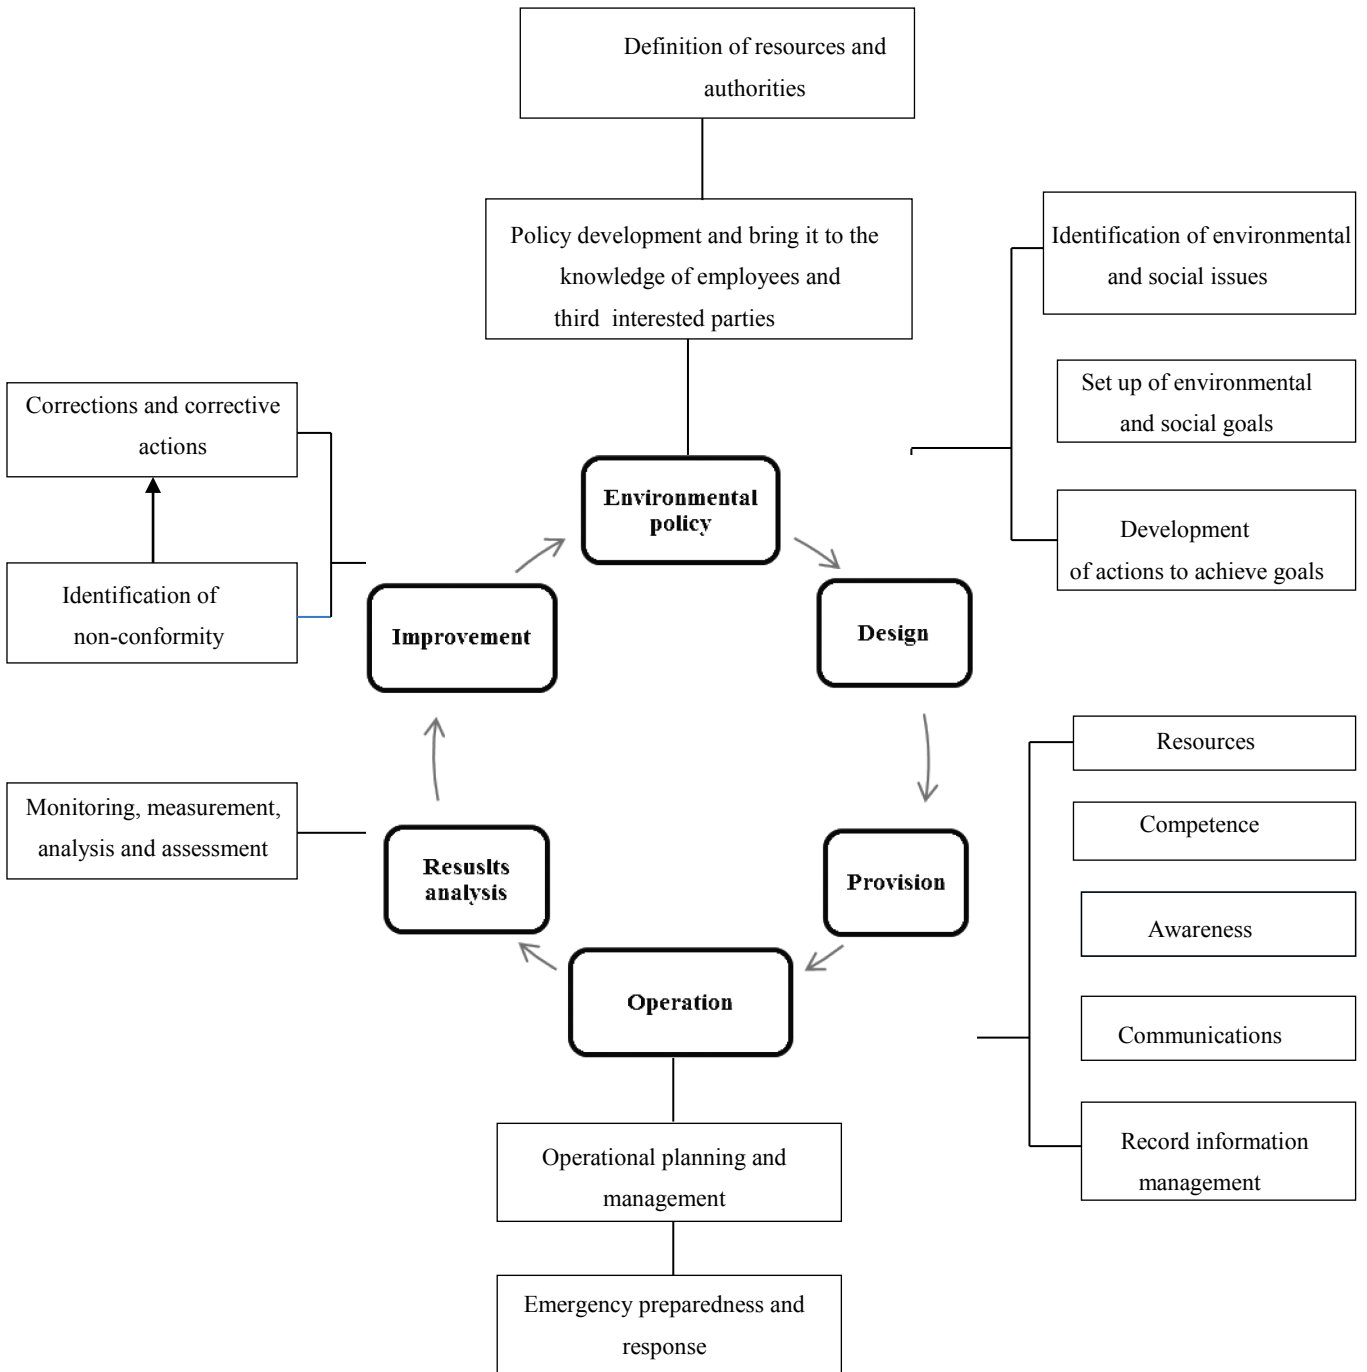 Definition of resources and
authorities
Policy development and bring it to the
knowledge of employees and
third interested parties
Identification of environmental
and social issues
Set up of environmental
and social goals
Development
of actions to achieve goals
Corrections and corrective
actions
Identification of
non-conformity
Environmental
policy
Improvement
Design
Resources
Competence
Awareness
Communications
Record information
management
Monitoring, measurement,
analysis and assessment
Resuslts
analysis
Provision
Operation
Operational planning and
management
Emergency preparedness and
response